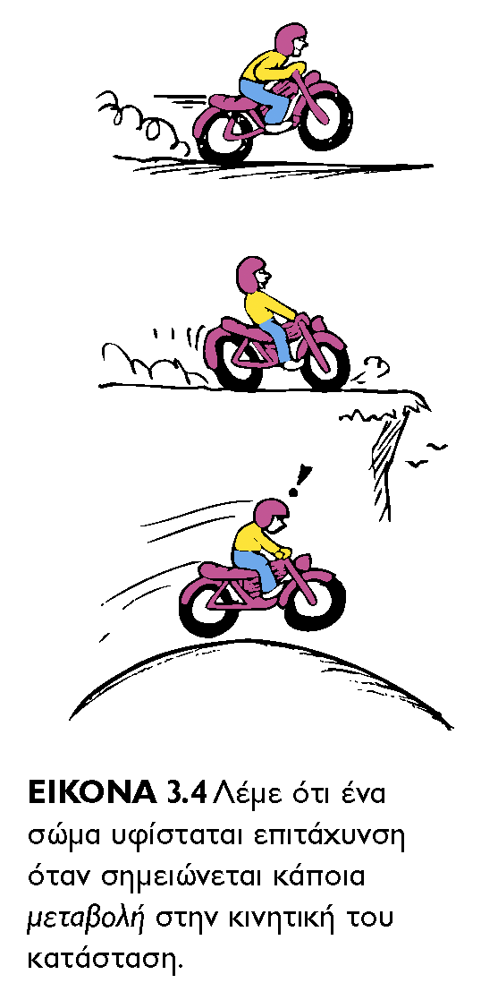 !
ΕΙΚΟΝΑ 3.4 Λέμε ότι ένα
σώμα υφίσταται επιτάχυνση
όταν σημειώνεται κάποια
μεταβολή στην κινητική του
κατάσταση.